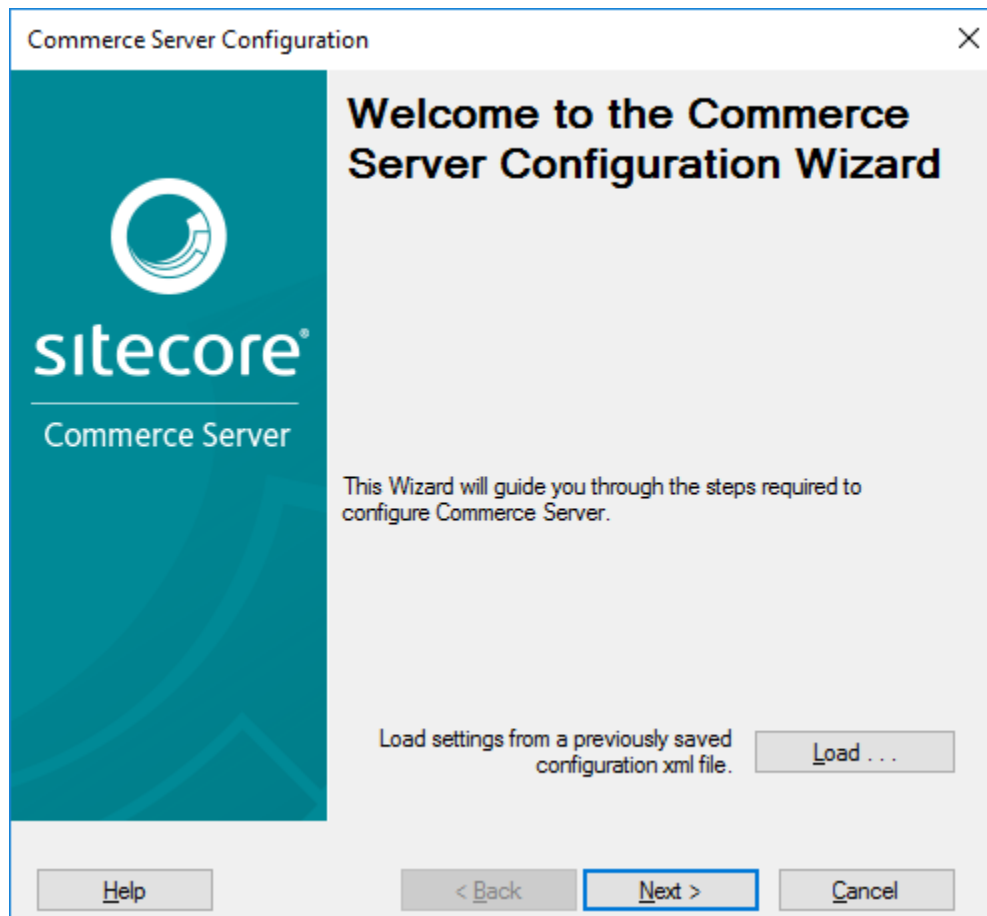 Commerce Server Configuration
Welcome to the Commerce
Server Configuration Wizard
sitecore®
Commerce Server
This Wizard will guide you through the steps required to
configure Commerce Server.
Load settings from a previously saved
configuration xml file.
Load . . .
Help
< Back
Next >
Cancel